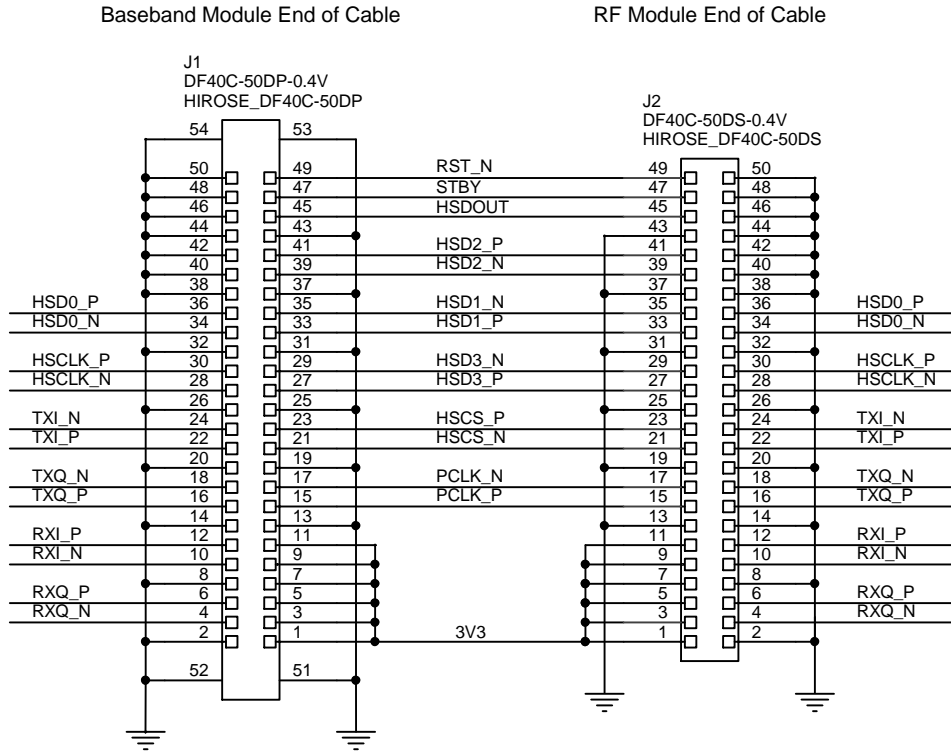 Baseband Module End of Cable RF Module End of Cable
J1
DF40C-50DP-0.4V
HIROSE_DF40C-50DP
J2
DF40C-50DS-0.4V
HIROSE_DF40C-50DS
54 53
50 49 RST_N 49 50
48 47 STBY 47 48
46 45 HSDOUT 45 46
44 43 43 44
42 41 HSD2_P 41 42
40 39 HSD2_N 39 40
38 37 37 38
HSD0_P 36 35 HSD1_N 35 36 HSD0_P
HSD0_N 34 33 HSD1_P 33 34 HSD0_N
32 31 31 32
HSCLK_P 30 29 HSD3_N 29 30 HSCLK_P
HSCLK_N 28 27 HSD3_P 27 28 HSCLK_N
26 25 25 26
TXI_N 24 23 HSCS_P 23 24 TXI_N
TXI_P 22 21 HSCS_N 21 22 TXI_P
20 19 19 20
TXQ_N 18 17 PCLK_N 17 18 TXQ_N
TXQ_P 16 15 PCLK_P 15 16 TXQ_P
14 13 13 14
RXI_P 12 11 11 12 RXI_P
RXI_N 10 9 9 10 RXI_N
8 7 7 8
RXQ_P 6 5 5 6 RXQ_P
RXQ_N 4 3 3 4 RXQ_N
2 1 3V3 1 2
52 51